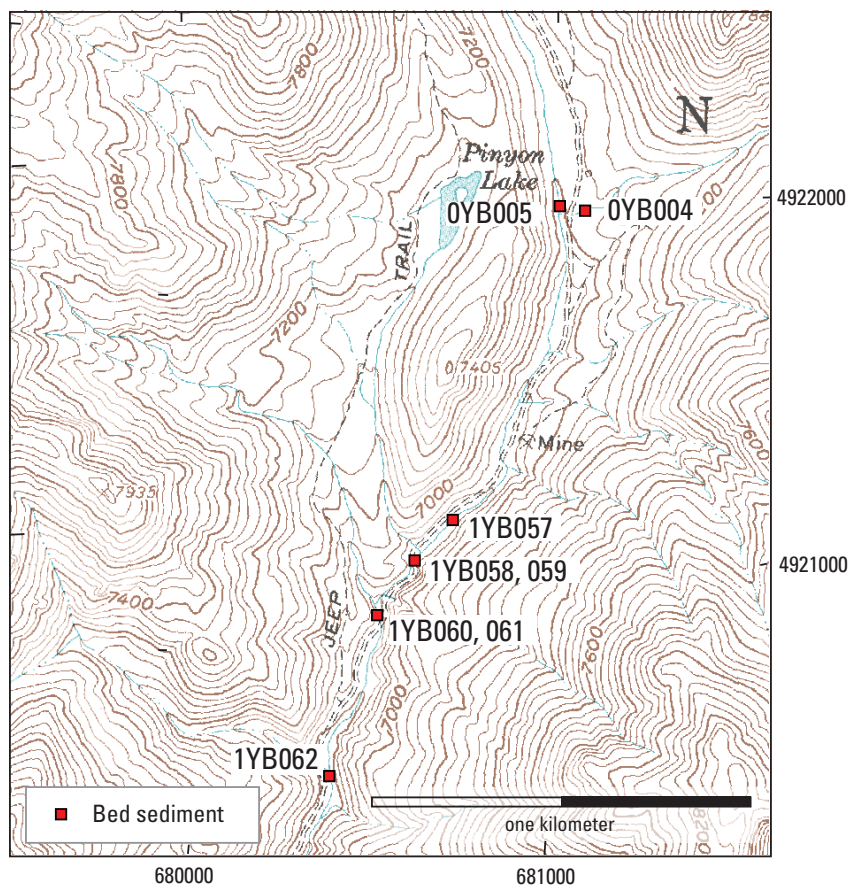 7800
7200
N
Pinyon
Lake
7800
0YB005
0YB004
4922000
TRAIL
7200
7405
7600
Mine
7935
7000
1YB057
1YB058, 059
4921000
7400
JEEP
1YB060, 061
7600
7000
1YB062
Bed sediment
one kilometer
680000
681000